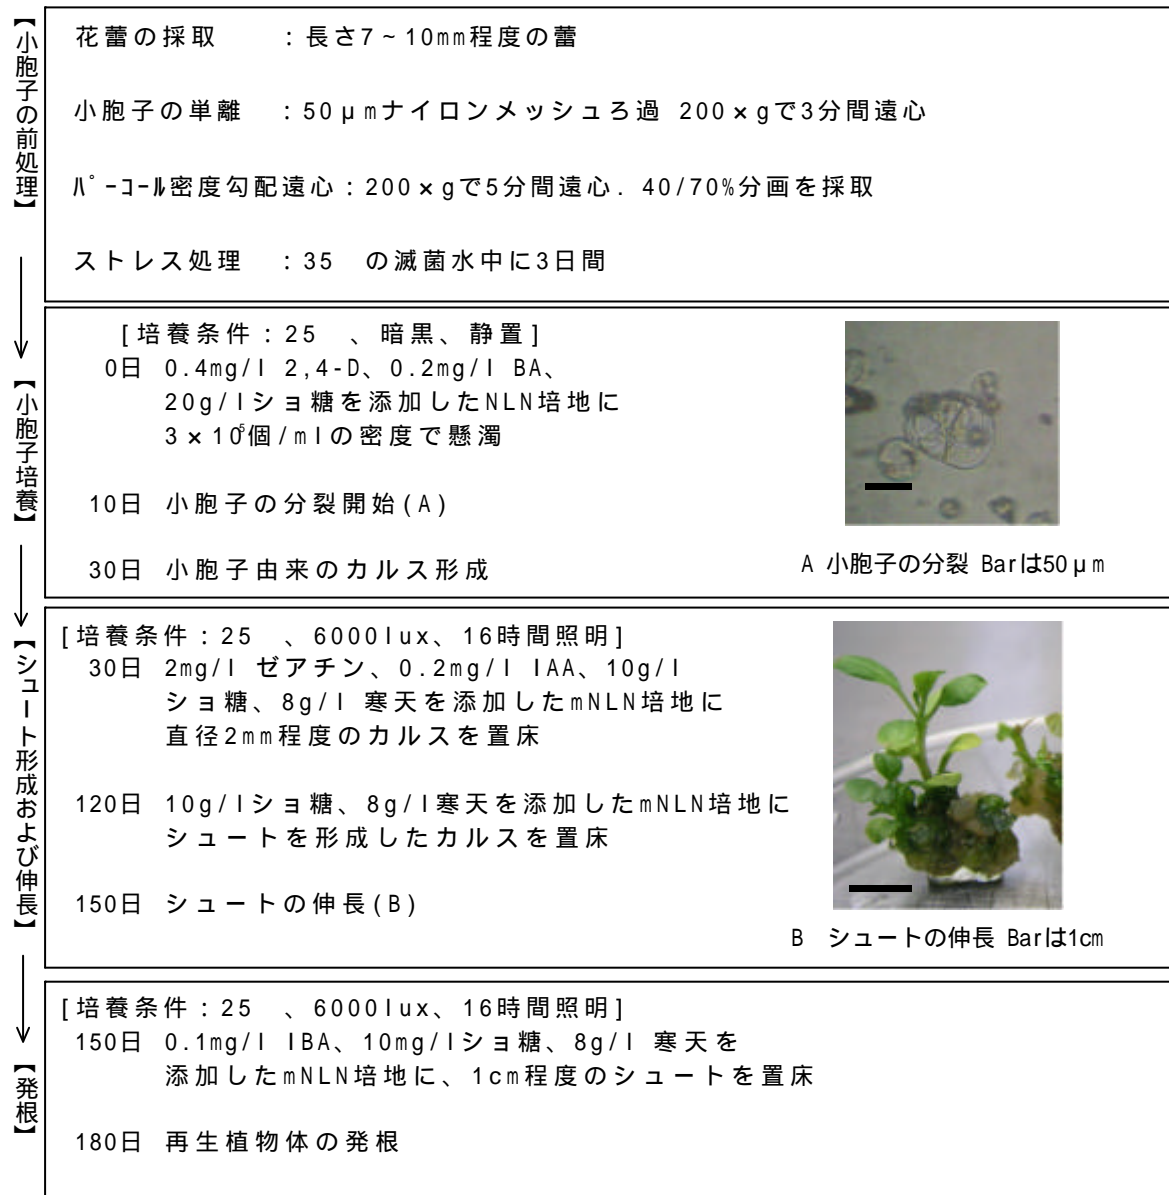 【小胞子の前処理】
花蕾の採取 : 長さ7~10mm程度の蕾
小胞子の単離 : 50μmナイロンメッシュろ過 200×gで3分間遠心
パーコール密度勾配遠心 : 200×gで5分間遠心. 40/70%分画を採取
ストレス処理 : 35 の滅菌水中に3日間
【小胞子培養】
[培養条件 : 25 、暗黒、静置]
0日 0.4mg/l 2,4-D、0.2mg/l BA、
20g/lショ糖を添加したNLN培地に
3×10⁵個/mlの密度で懸濁
10日 小胞子の分裂開始(A)
30日 小胞子由来のカルス形成
A 小胞子の分裂 Barは50μm
【シュート形成および伸長】
[培養条件 : 25 、6000lux、16時間照明]
30日 2mg/l ゼアチン、0.2mg/l IAA、10g/l
ショ糖、8g/l 寒天を添加したmNLN培地に
直径2mm程度のカルスを置床
120日 10g/lショ糖、8g/l寒天を添加したmNLN培地に
シュートを形成したカルスを置床
150日 シュートの伸長(B)
B シュートの伸長 Barは1cm
【発根】
[培養条件 : 25 、6000lux、16時間照明]
150日 0.1mg/l IBA、10mg/lショ糖、8g/l 寒天を
添加したmNLN培地に、1cm程度のシュートを置床
180日 再生植物体の発根